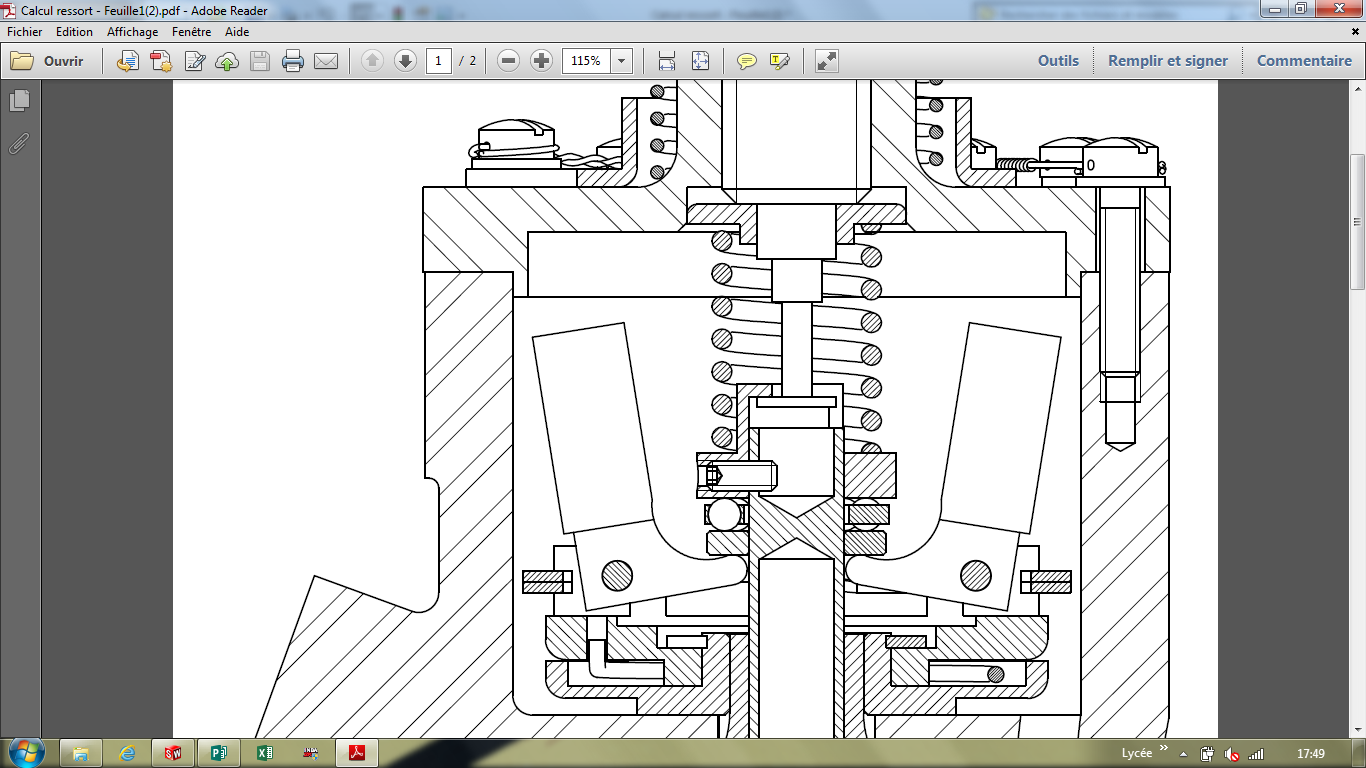 Calcul ressort - Feuille1(2).pdf - Adobe Reader
Fichier Edition Affichage Fenêtre Aide
Ouvrir 1 / 2 115% Outils Remplir et signer Commentaire
Lycée » 17:49